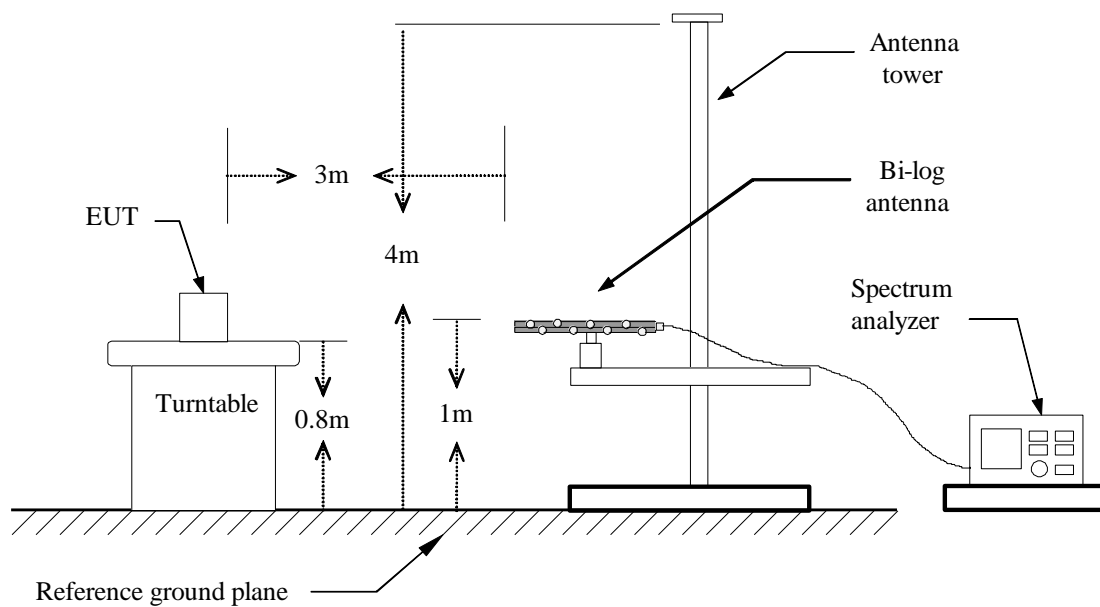 Antenna
tower
3m
Bi-log
antenna
EUT
4m
Spectrum
analyzer
Turntable
0.8m
1m
Reference ground plane